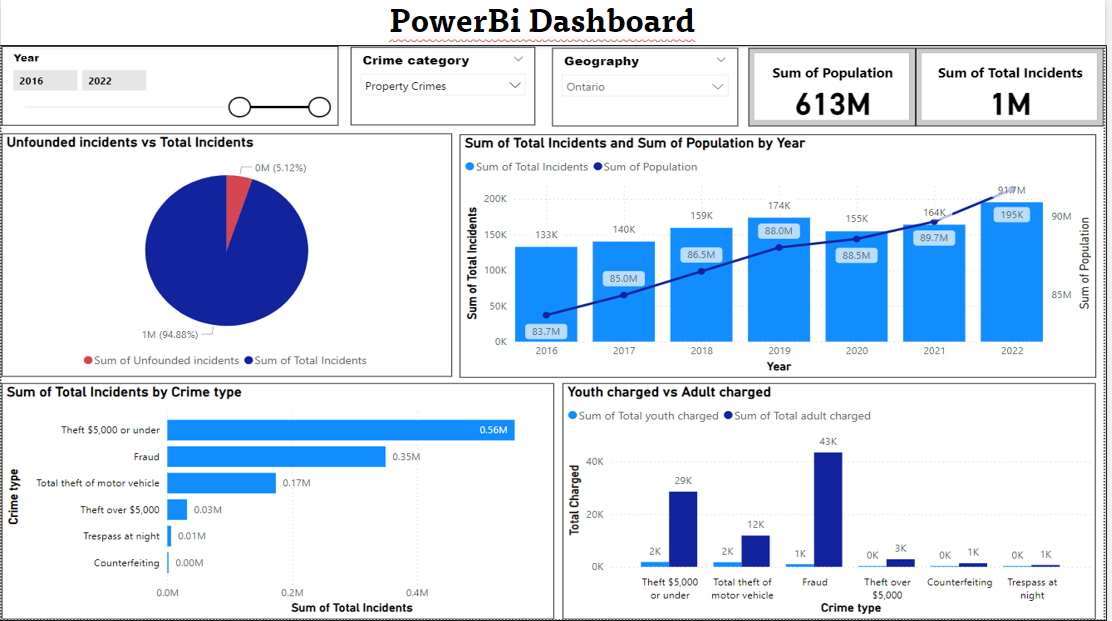 PowerBi Dashboard
Year
2016
2022
Crime category
Property Crimes
Geography
Ontario
Sum of Population
613M
Sum of Total Incidents
1M
Unfounded incidents vs Total Incidents
0M (5.12%)
1M (94.88%)
Sum of Unfounded incidents Sum of Total Incidents
Sum of Total Incidents and Sum of Population by Year
Sum of Total Incidents Sum of Population
Sum of Total Incidents
200K
150K
100K
50K
0K
133K
140K
159K
174K
155K
164K
195K
83.7M
85.0M
86.5M
88.0M
88.5M
89.7M
91.7M
90M
85M
Sum of Population
2016 2017 2018 2019 2020 2021 2022
Year
Sum of Total Incidents by Crime type
Crime type
Theft $5,000 or under 0.56M
Fraud 0.35M
Total theft of motor vehicle 0.17M
Theft over $5,000 0.03M
Trespass at night 0.01M
Counterfeiting 0.00M
0.0M 0.2M 0.4M
Sum of Total Incidents
Youth charged vs Adult charged
Sum of Total youth charged Sum of Total adult charged
Total Charged
40K
20K
0K
2K 29K
2K 12K
1K 43K
0K 3K
0K 1K
0K 1K
Theft $5,000 Total theft of Fraud Theft over Counterfeiting Trespass at
or under motor vehicle $5,000 night
Crime type